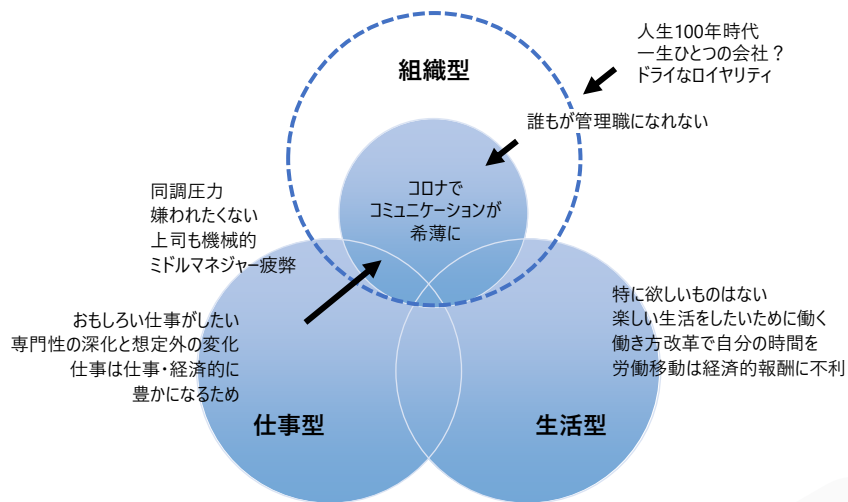 人生100年時代
一生ひとつの会社？
ドライなロイヤリティ
組織型
誰もが管理職になれない
コロナで
コミュニケーションが
希薄に
同調圧力
嫌われたくない
上司も機械的
ミドルマネジャー疲弊
おもしろい仕事がしたい
専門性の深化と想定外の変化
仕事は仕事・経済的に
豊かになるため
特に欲しいものはない
楽しい生活をしたいために働く
働き方改革で自分の時間を
労働移動は経済的報酬に不利
仕事型
生活型